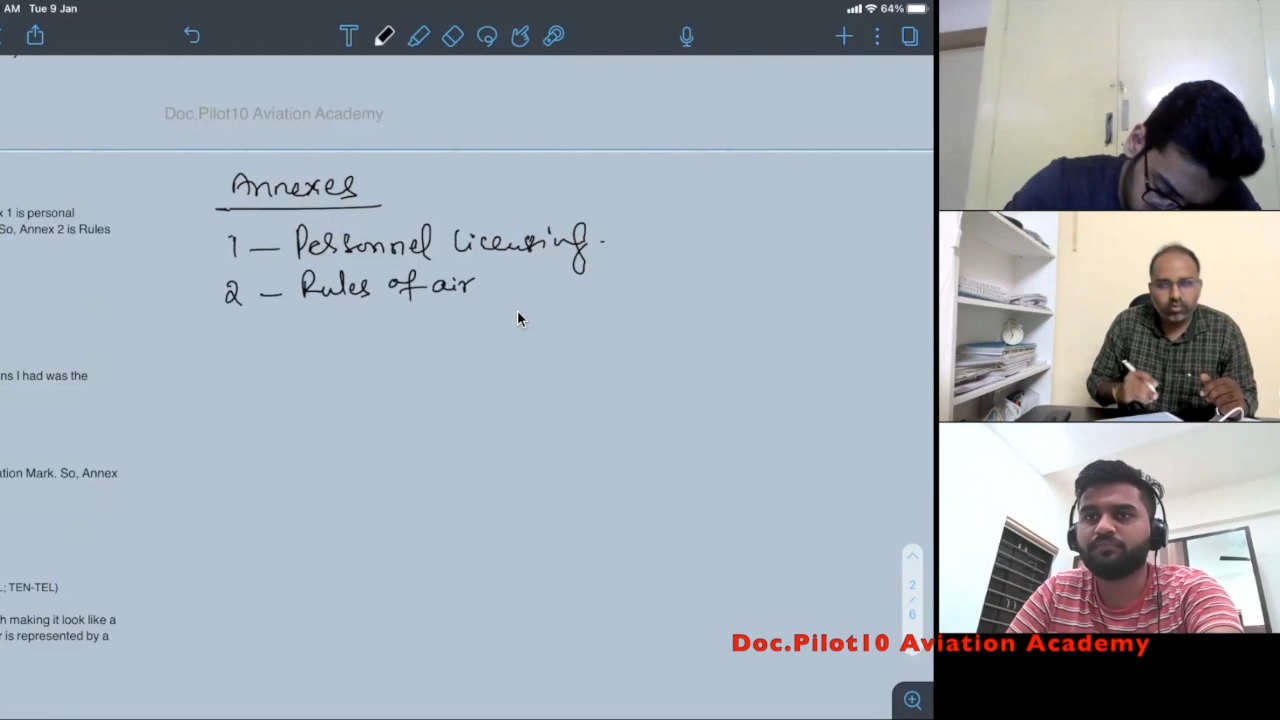 AM Tue 9 Jan
64%
Doc.Pilot10 Aviation Academy
Annexes
x 1 is personal
So, Annex 2 is Rules
1 — Personnel licensing.
2 — Rules of air
ns I had was the
ation Mark. So, Annex
L; TEN-TEL)
h making it look like a
r is represented by a
2
6
Doc.Pilot10 Aviation Academy